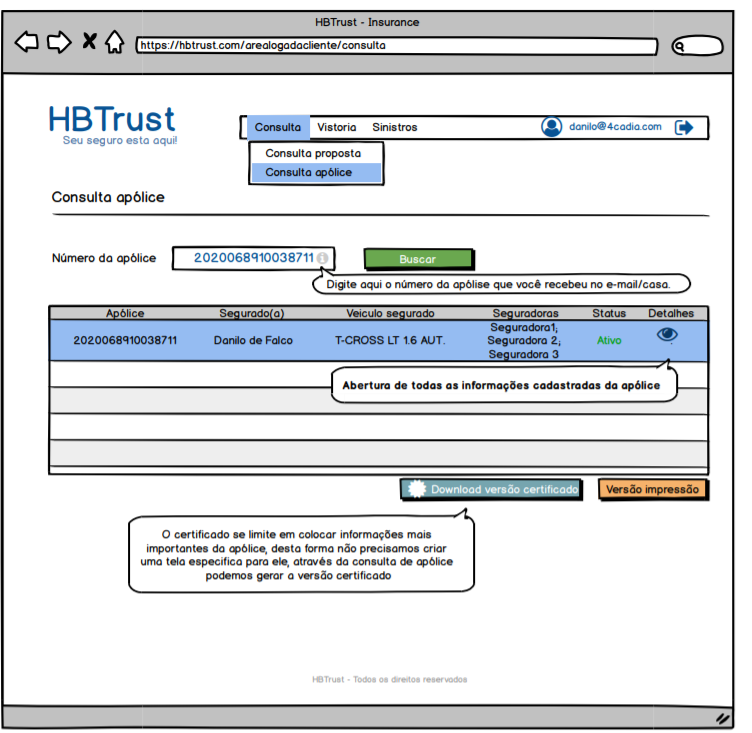 HBTrust - Insurance
https://hbtrust.com/arealogadacliente/consulta
HBTrust
Seu seguro esta aqui!
Consulta Vistoria Sinistros danilo@4cadia.com
Consulta proposta
Consulta apólice
Consulta apólice
Número da apólice 2020068910038711 Buscar
Digite aqui o número da apólise que você recebeu no e-mail/casa.
Apólice Segurado(a) Veiculo segurado Seguradoras Status Detalhes
2020068910038711 Danilo de Falco T-CROSS LT 1.6 AUT. Seguradora1; Ativo
Seguradora 2;
Seguradora 3
Abertura de todas as informações cadastradas da apólice
Download versão certificado Versão impressão
O certificado se limite em colocar informações mais
importantes da apólice, desta forma não precisamos criar
uma tela especifica para ele, através da consulta de apólice
podemos gerar a versão certificado
HBTrust - Todos os direitos reservados